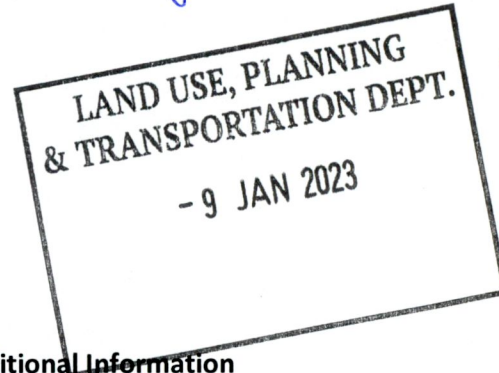 LAND USE, PLANNING
& TRANSPORTATION DEPT.
- 9 JAN 2023
itional Information